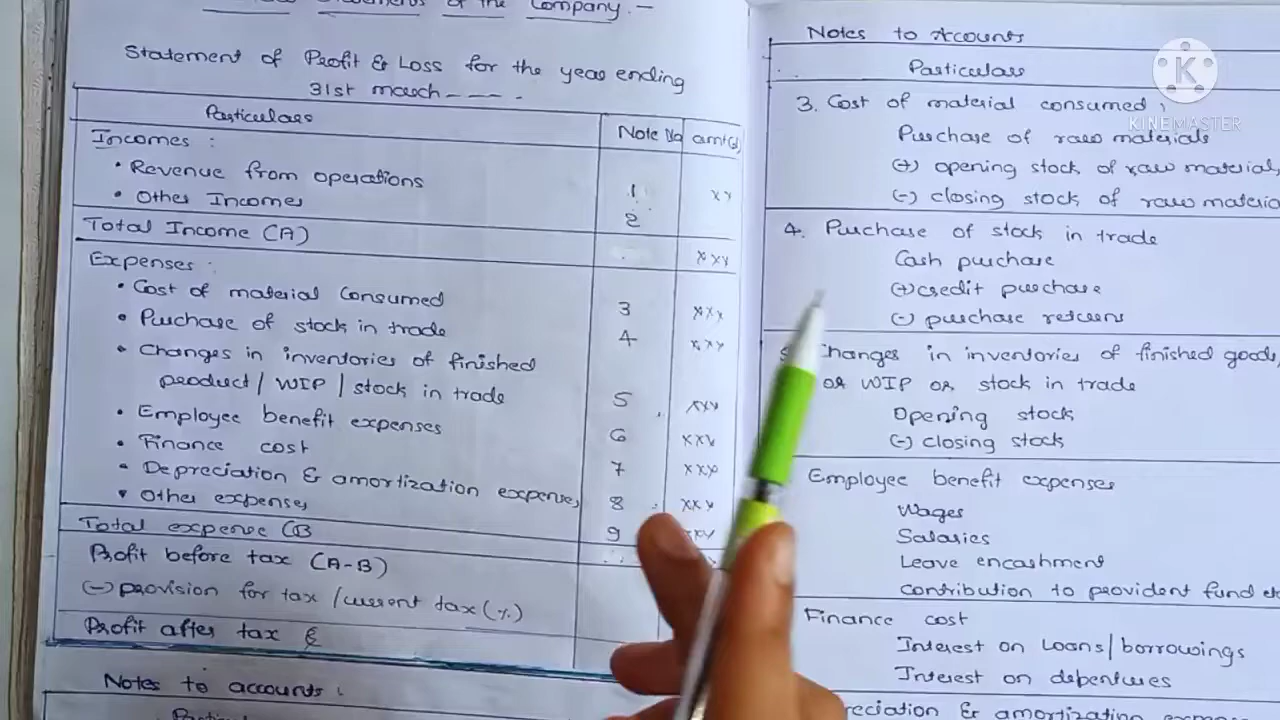 Statements of the Company :-
Statement of Profit & Loss for the year ending
31st march ----.
Particulars
Note No
amt(₹)
Incomes :
• Revenue from operations
1
xx
• Other Incomes
2
Total Income (A)
xxx
Expenses :
• Cost of material Consumed
3
xxx
• Purchase of stock in trade
4
xxx
• Changes in inventories of finished
product / WIP / stock in trade
5
xxx
• Employee benefit expenses
6
xxx
• Finance cost
7
xxx
• Depreciation & amortization expenses
8
xxx
• Other expenses
9
xxx
Total expense (B
Profit before tax (A-B)
(-) provision for tax / current tax (%)
Profit after tax
Notes to accounts :
Notes to Accounts
Particulars
3. Cost of material consumed :
Purchase of raw materials
(+) opening stock of raw material
(-) closing stock of raw materia
4. Purchase of stock in trade
Cash purchase
(+) credit purchase
(-) purchase returns
Changes in inventories of finished goods
or WIP or stock in trade
Opening stock
(-) closing stock
Employee benefit expenses
Wages
Salaries
Leave encashment
Contribution to provident fund etc
Finance cost
Interest on Loans/borrowings
Interest on debentures
reciation & amortization
K
KINEMASTER